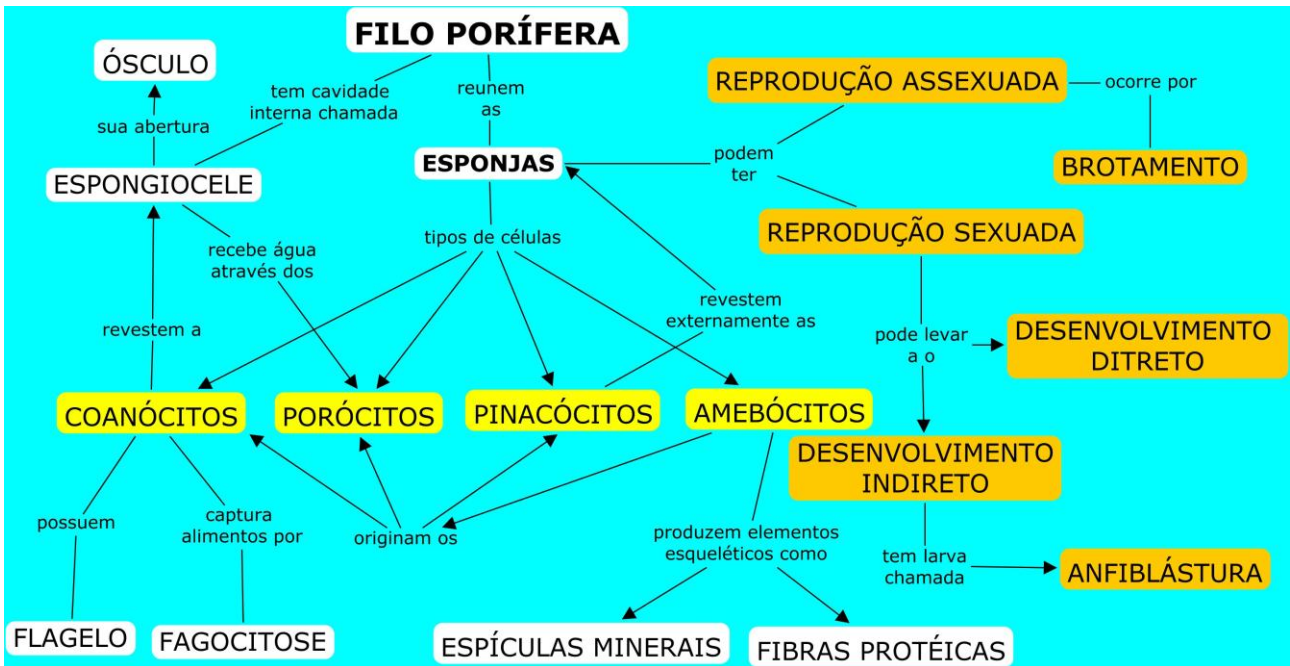 FILO PORÍFERA
ÓSCULO
tem cavidade
interna chamada
reunem
as
REPRODUÇÃO ASSEXUADA
ocorre por
sua abertura
podem
ter
BROTAMENTO
ESPONGIOCELE
ESPONJAS
REPRODUÇÃO SEXUADA
recebe água
através dos
tipos de células
revestem a
revestem
externamente as
pode levar
a o
DESENVOLVIMENTO
DITRETO
COANÓCITOS
PORÓCITOS
PINACÓCITOS
AMEBÓCITOS
DESENVOLVIMENTO
INDIRETO
possuem
captura
alimentos por
originam os
produzem elementos
esqueléticos como
tem larva
chamada
ANFIBLÁSTURA
FLAGELO
FAGOCITOSE
ESPÍCULAS MINERAIS
FIBRAS PROTÉICAS